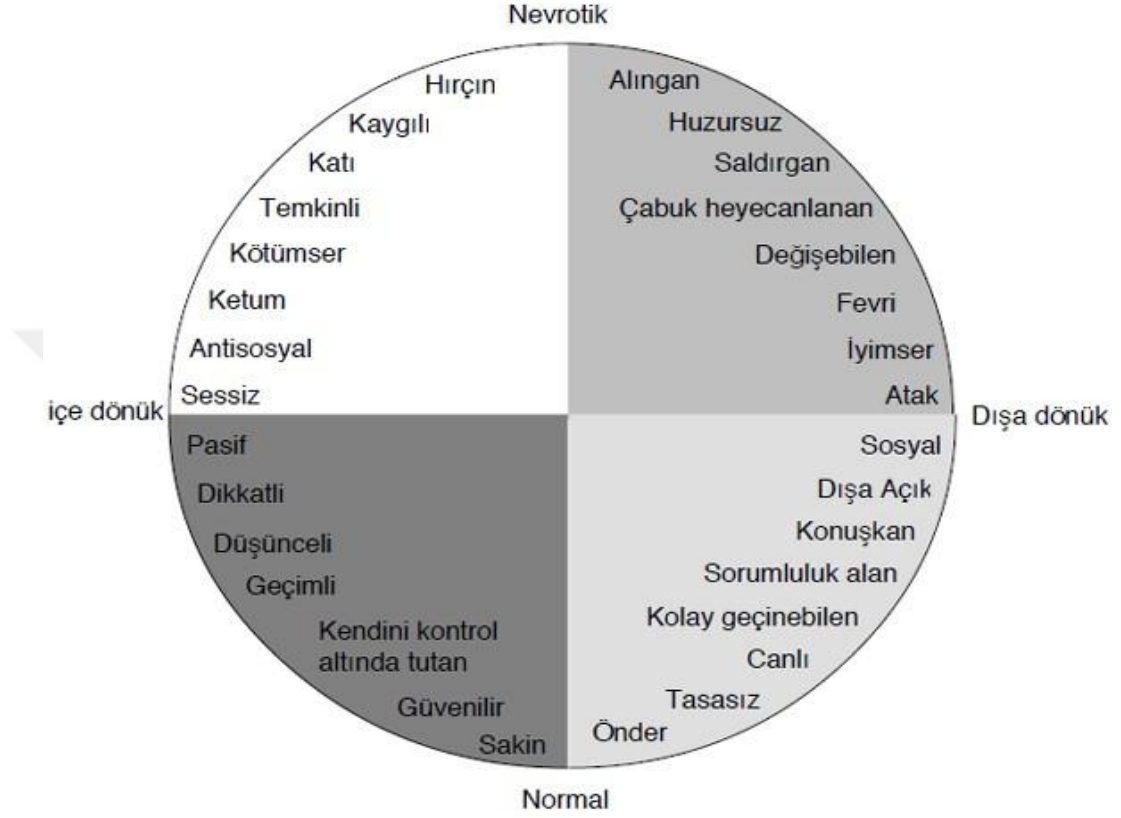 Nevrotik
Hırçın
Kaygılı
Katı
Temkinli
Kötümser
Ketum
Antisosyal
Sessiz
Alıngan
Huzursuz
Saldırgan
Çabuk heyecanlanan
Değişebilen
Fevri
İyimser
Atak
içe dönük
Dışa dönük
Pasif
Dikkatli
Düşünceli
Geçimli
Kendini kontrol
altında tutan
Güvenilir
Sakin
Sosyal
Dışa Açık
Konuşkan
Sorumluluk alan
Kolay geçinebilen
Canlı
Tasasız
Önder
Normal